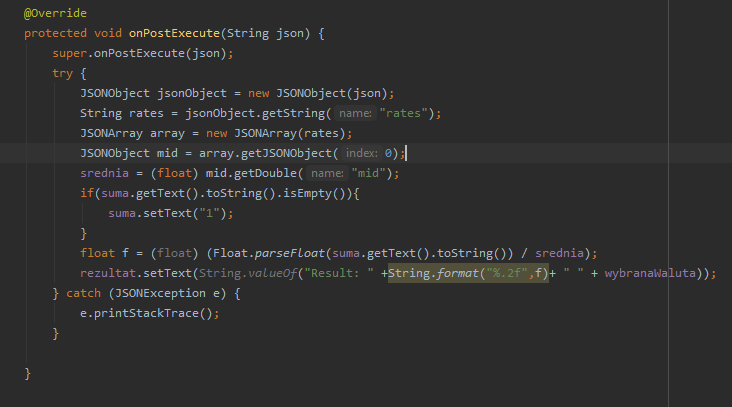 @Override
protected void onPostExecute(String json) {
super.onPostExecute(json);
try {
JSONObject jsonObject = new JSONObject(json);
String rates = jsonObject.getString( name: "rates");
JSONArray array = new JSONArray(rates);
JSONObject mid = array.getJSONObject( index: 0);
srednia = (float) mid.getDouble( name: "mid");
if(suma.getText().toString().isEmpty()){
suma.setText("1");
}
float f = (float) (Float.parseFloat(suma.getText().toString()) / srednia);
rezultat.setText(String.valueOf("Result: " +String.format("%.2f",f)+ " " + wybranaWaluta));
} catch (JSONException e) {
e.printStackTrace();
}
}